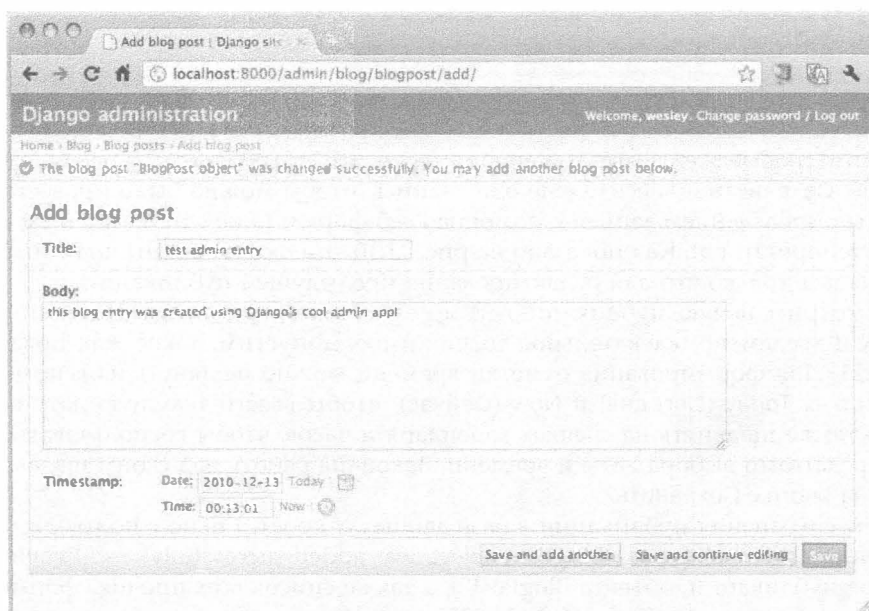 Add blog post | Django site
localhost:8000/admin/blog/blogpost/add/
Django administration
Welcome, wesley. Change password / Log out
Home › Blog › Blog posts › Add blog post
The blog post "BlogPost object" was changed successfully. You may add another blog post below.
Add blog post
Title: test admin entry
Body:
this blog entry was created using Django's cool admin app!
Timestamp: Date: 2010-12-13 Today
Time: 00:13:01 Now
Save and add another Save and continue editing Save